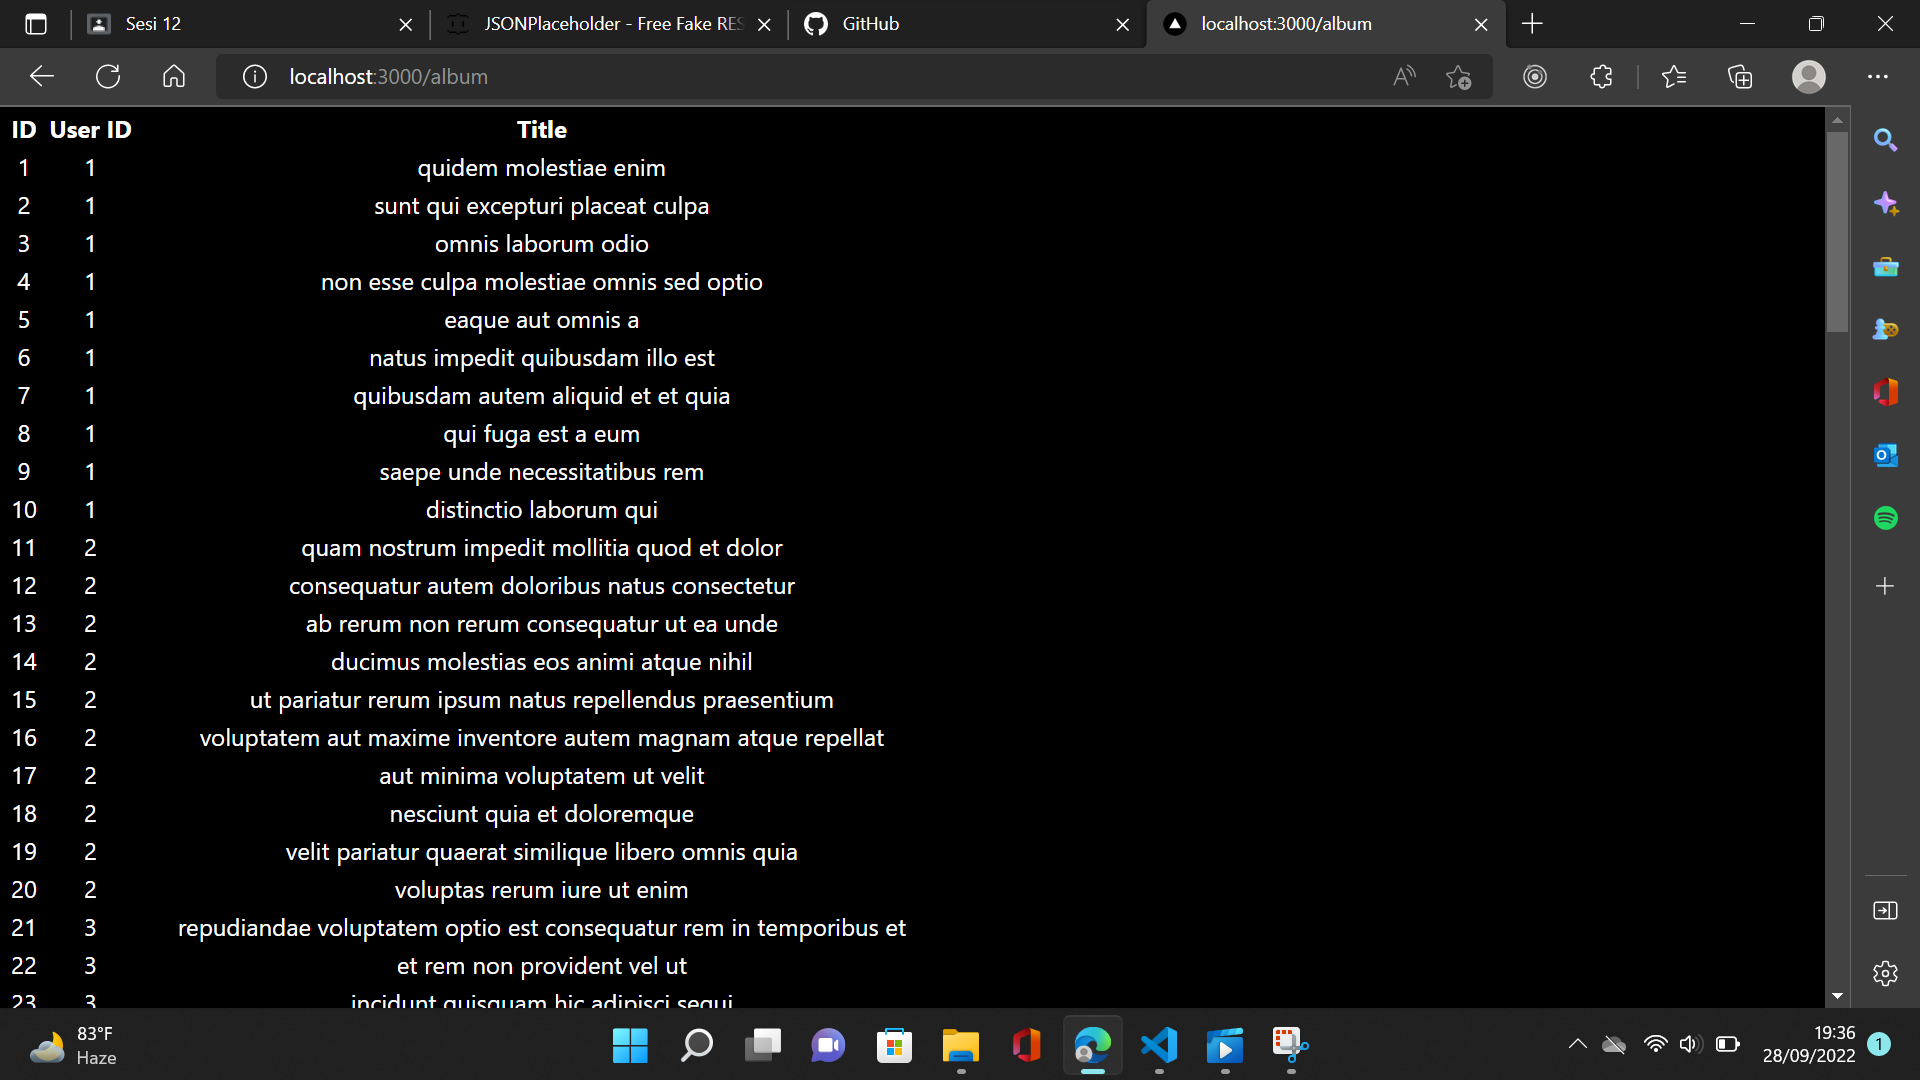 Sesi 12
JSONPlaceholder - Free Fake RES
GitHub
localhost:3000/album
localhost:3000/album
ID User ID Title
1 1 quidem molestiae enim
2 1 sunt qui excepturi placeat culpa
3 1 omnis laborum odio
4 1 non esse culpa molestiae omnis sed optio
5 1 eaque aut omnis a
6 1 natus impedit quibusdam illo est
7 1 quibusdam autem aliquid et et quia
8 1 qui fuga est a eum
9 1 saepe unde necessitatibus rem
10 1 distinctio laborum qui
11 2 quam nostrum impedit mollitia quod et dolor
12 2 consequatur autem doloribus natus consectetur
13 2 ab rerum non rerum consequatur ut ea unde
14 2 ducimus molestias eos animi atque nihil
15 2 ut pariatur rerum ipsum natus repellendus praesentium
16 2 voluptatem aut maxime inventore autem magnam atque repellat
17 2 aut minima voluptatem ut velit
18 2 nesciunt quia et doloremque
19 2 velit pariatur quaerat similique libero omnis quia
20 2 voluptas rerum iure ut enim
21 3 repudiandae voluptatem optio est consequatur rem in temporibus et
22 3 et rem non provident vel ut
23 3 incidunt quisquam hic adipisci sequi
83°F
Haze
19:36
28/09/2022
1